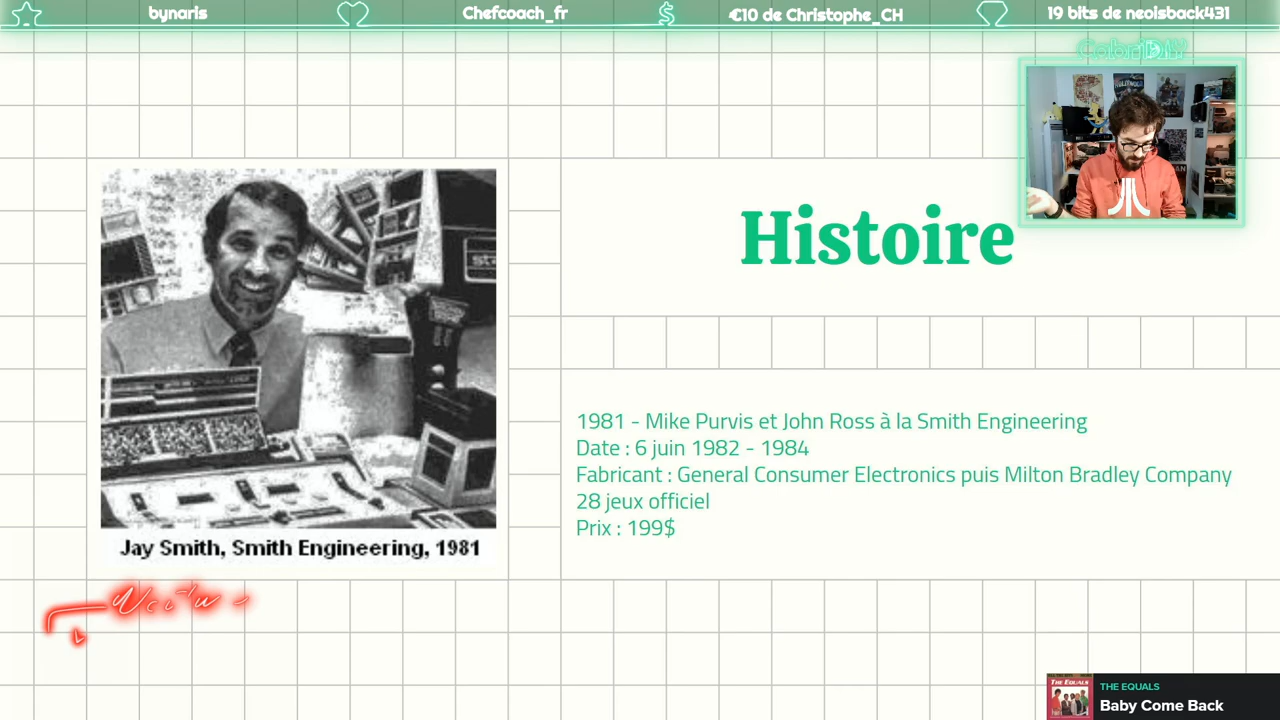 bynaris
Chefcoach_fr
€10 de Christophe_CH
19 bits de neoisback431
Histoire
1981 - Mike Purvis et John Ross à la Smith Engineering
Date : 6 juin 1982 - 1984
Fabricant : General Consumer Electronics puis Milton Bradley Company
28 jeux officiel
Prix : 199$
Jay Smith, Smith Engineering, 1981
THE EQUALS
Baby Come Back